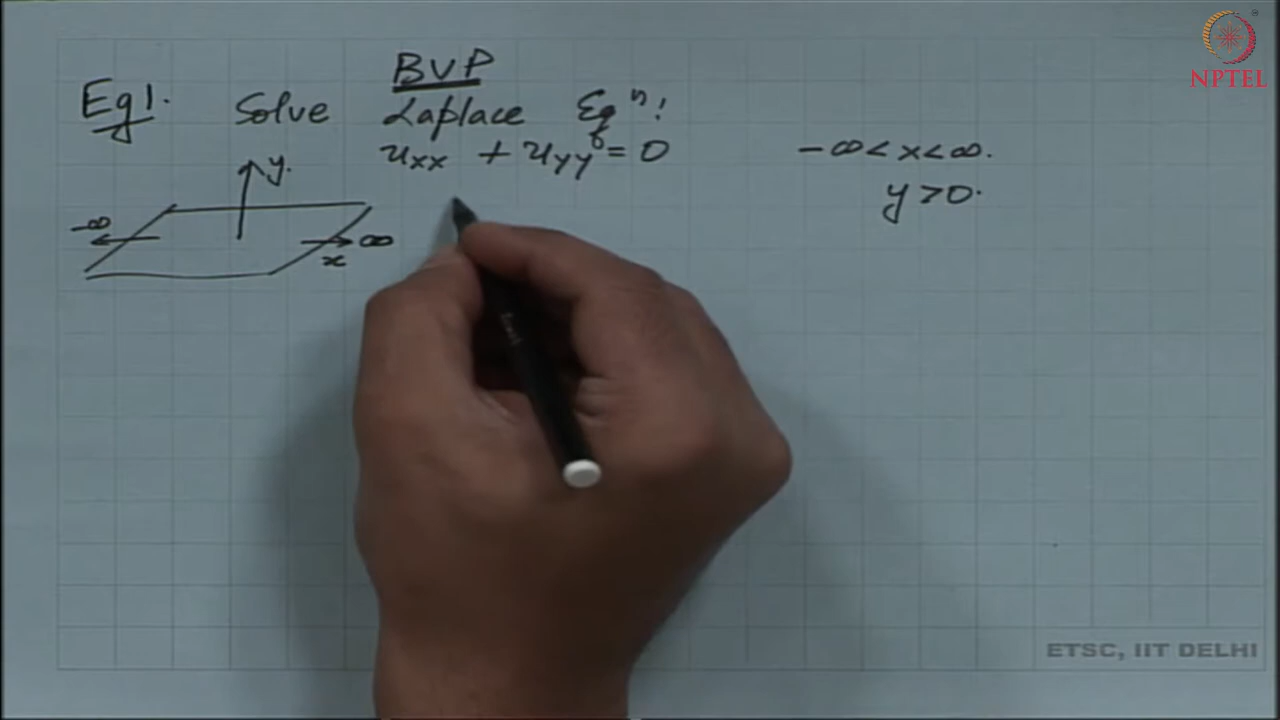 BVP
Eg1. Solve Laplace Eqⁿ:
uxx + uyy = 0
-∞ < x < ∞.
y > 0.
y.
-∞
∞
x
NPTEL
ETSC, IIT DELHI